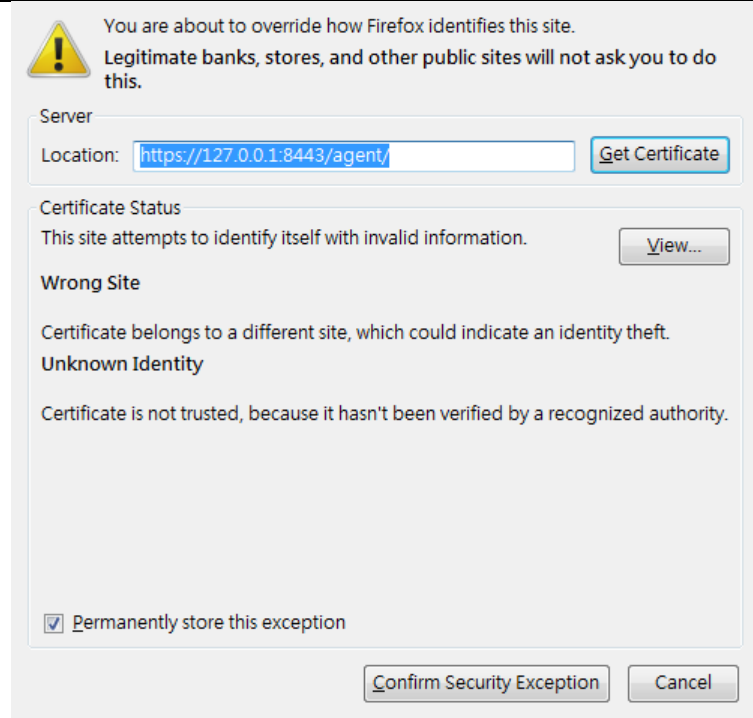 You are about to override how Firefox identifies this site.
Legitimate banks, stores, and other public sites will not ask you to do
this.
Server
Location: https://127.0.0.1:8443/agent/ Get Certificate
Certificate Status
This site attempts to identify itself with invalid information. View...
Wrong Site
Certificate belongs to a different site, which could indicate an identity theft.
Unknown Identity
Certificate is not trusted, because it hasn't been verified by a recognized authority.
Permanently store this exception
Confirm Security Exception Cancel